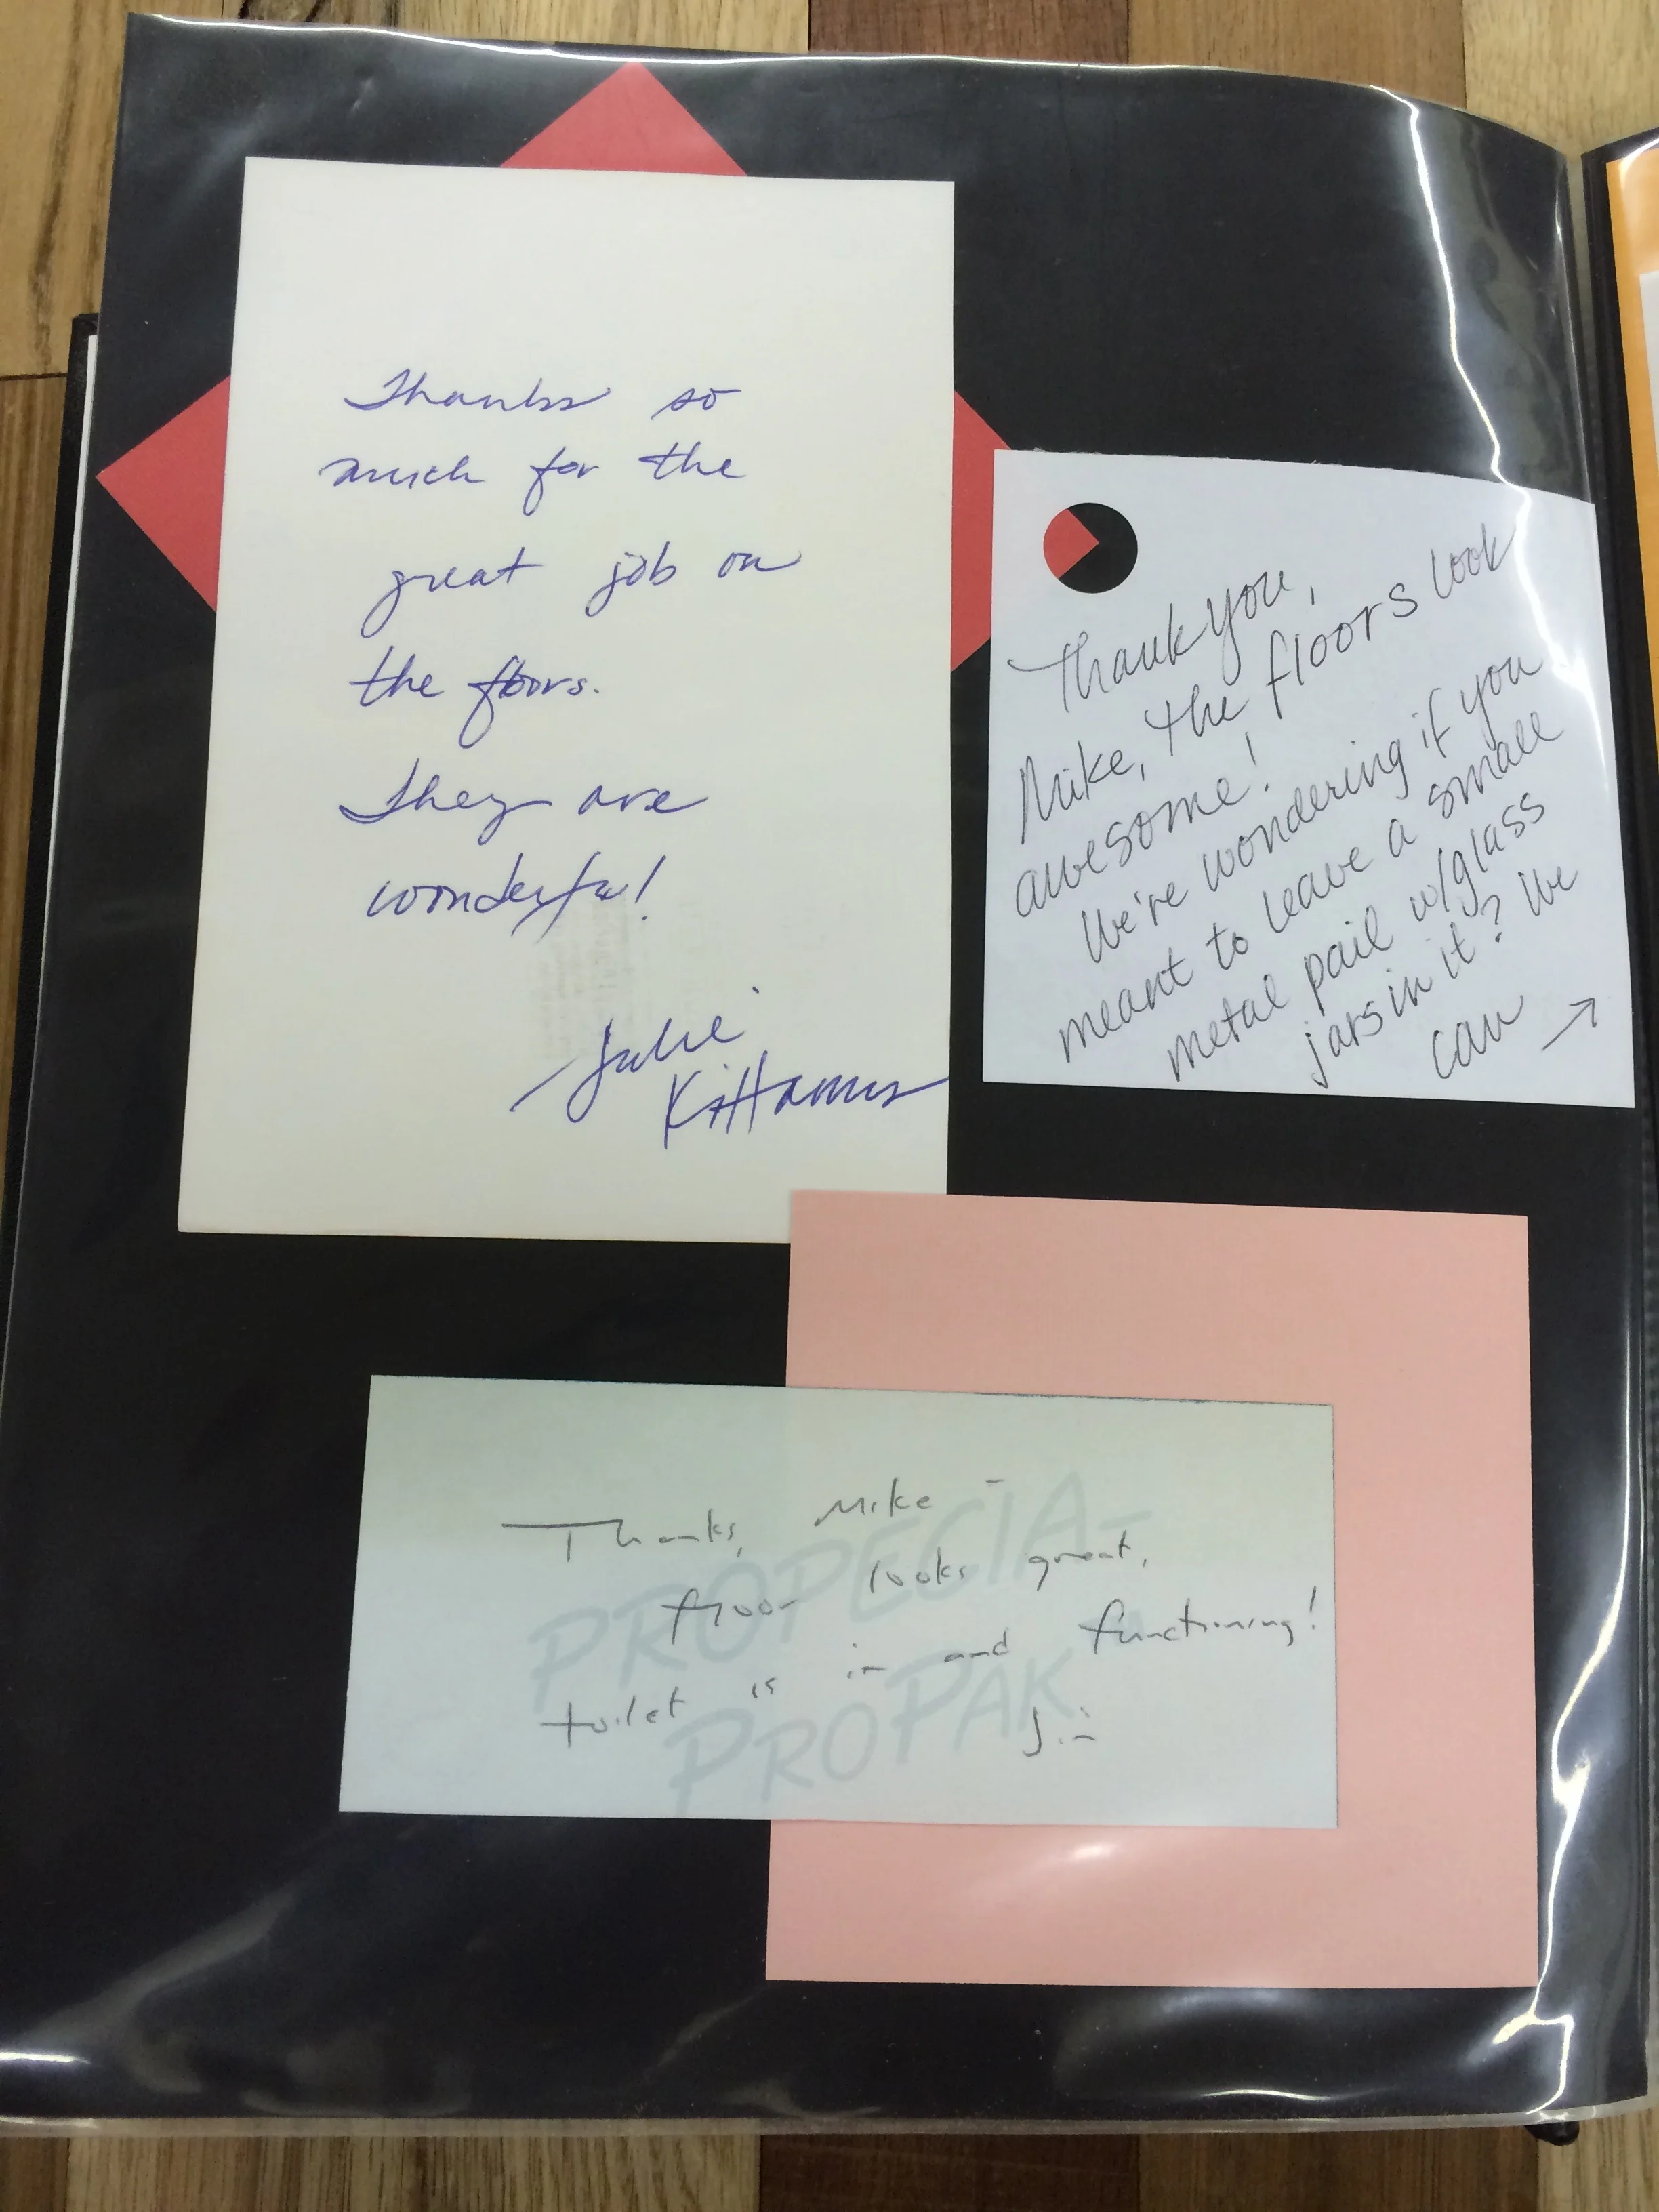 Thanks so
much for the
great job on
the floors.
They are
wonderful!
Julie
Thank you,
Mike, the floors look
awesome!
We're wondering if you
meant to leave a small
metal pail w/glass
jars in it? We
can →
Thanks, Mike -
floor looks great,
toilet is in and functioning!
Jim
PROPECIA-
PROPAK